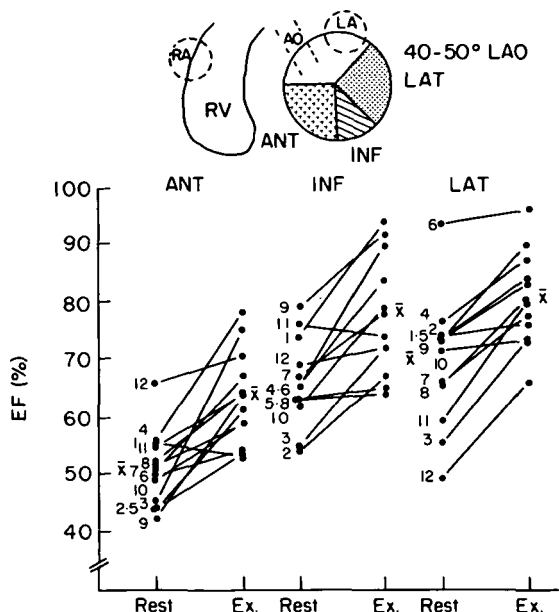 LA
AO
RA
RV
40-50° LAO
LAT
ANT
INF
ANT INF LAT
EF (%)
100
90
80
70
60
50
40
12
4
1
11
8
x̄ 7
6
10
3
2·5
9
x̄
9
11
1
12
7
4·6
5·8
10
3
2
x̄
6
4
2
1·5
9
x̄
10
7
8
11
3
12
x̄
Rest Ex. Rest Ex. Rest Ex.